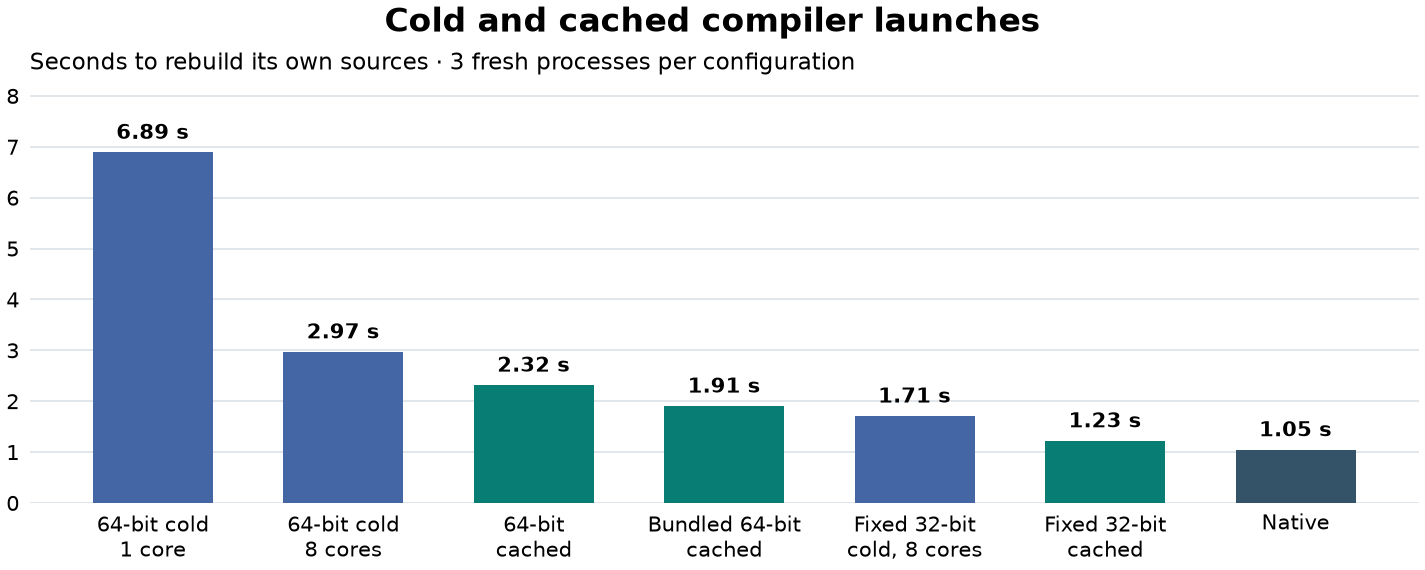 Cold and cached compiler launches
Seconds to rebuild its own sources · 3 fresh processes per configuration
8
7
6
5
4
3
2
1
0
6.89 s
2.97 s
2.32 s
1.91 s
1.71 s
1.23 s
1.05 s
64-bit cold
1 core
64-bit cold
8 cores
64-bit
cached
Bundled 64-bit
cached
Fixed 32-bit
cold, 8 cores
Fixed 32-bit
cached
Native